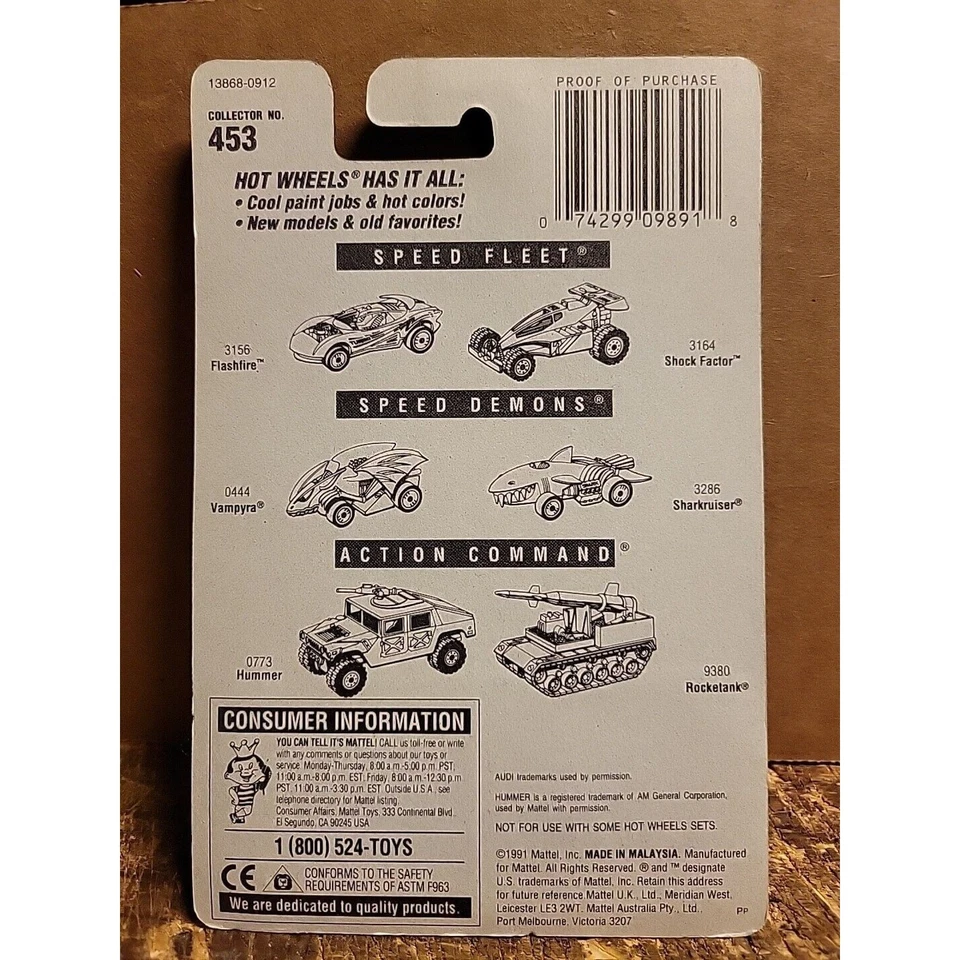 13868-0912
COLLECTOR NO.
453
PROOF OF PURCHASE
0 74299 09891 8
HOT WHEELS® HAS IT ALL:
• Cool paint jobs & hot colors!
• New models & old favorites!
SPEED FLEET®
3156
Flashfire™
3164
Shock Factor™
SPEED DEMONS®
0444
Vampyra®
3286
Sharkruiser®
ACTION COMMAND®
0773
Hummer
9380
Rocketank®
CONSUMER INFORMATION
YOU CAN TELL IT'S MATTEL! CALL us toll-free or write
with any comments or questions about our toys or
service. Monday-Thursday, 8:00 a.m.-5:00 p.m. PST,
11:00 a.m.-8:00 p.m. EST, Friday, 8:00 a.m.-12:30 p.m.
PST, 11:00 a.m.-3:30 p.m. EST. Outside U.S.A., see
telephone directory for Mattel listing.
Consumer Affairs, Mattel Toys, 333 Continental Blvd.,
El Segundo, CA 90245 USA
1 (800) 524-TOYS
CE
CONFORMS TO THE SAFETY
REQUIREMENTS OF ASTM F963
We are dedicated to quality products.
AUDI trademarks used by permission.
HUMMER is a registered trademark of AM General Corporation,
used by Mattel with permission.
NOT FOR USE WITH SOME HOT WHEELS SETS.
©1991 Mattel, Inc. MADE IN MALAYSIA. Manufactured
for Mattel. All Rights Reserved. ® and ™ designate
U.S. trademarks of Mattel, Inc. Retain this address
for future reference Mattel U.K., Ltd., Meridian West,
Leicester LE3 2WT. Mattel Australia Pty., Ltd.,
Port Melbourne, Victoria 3207
PP